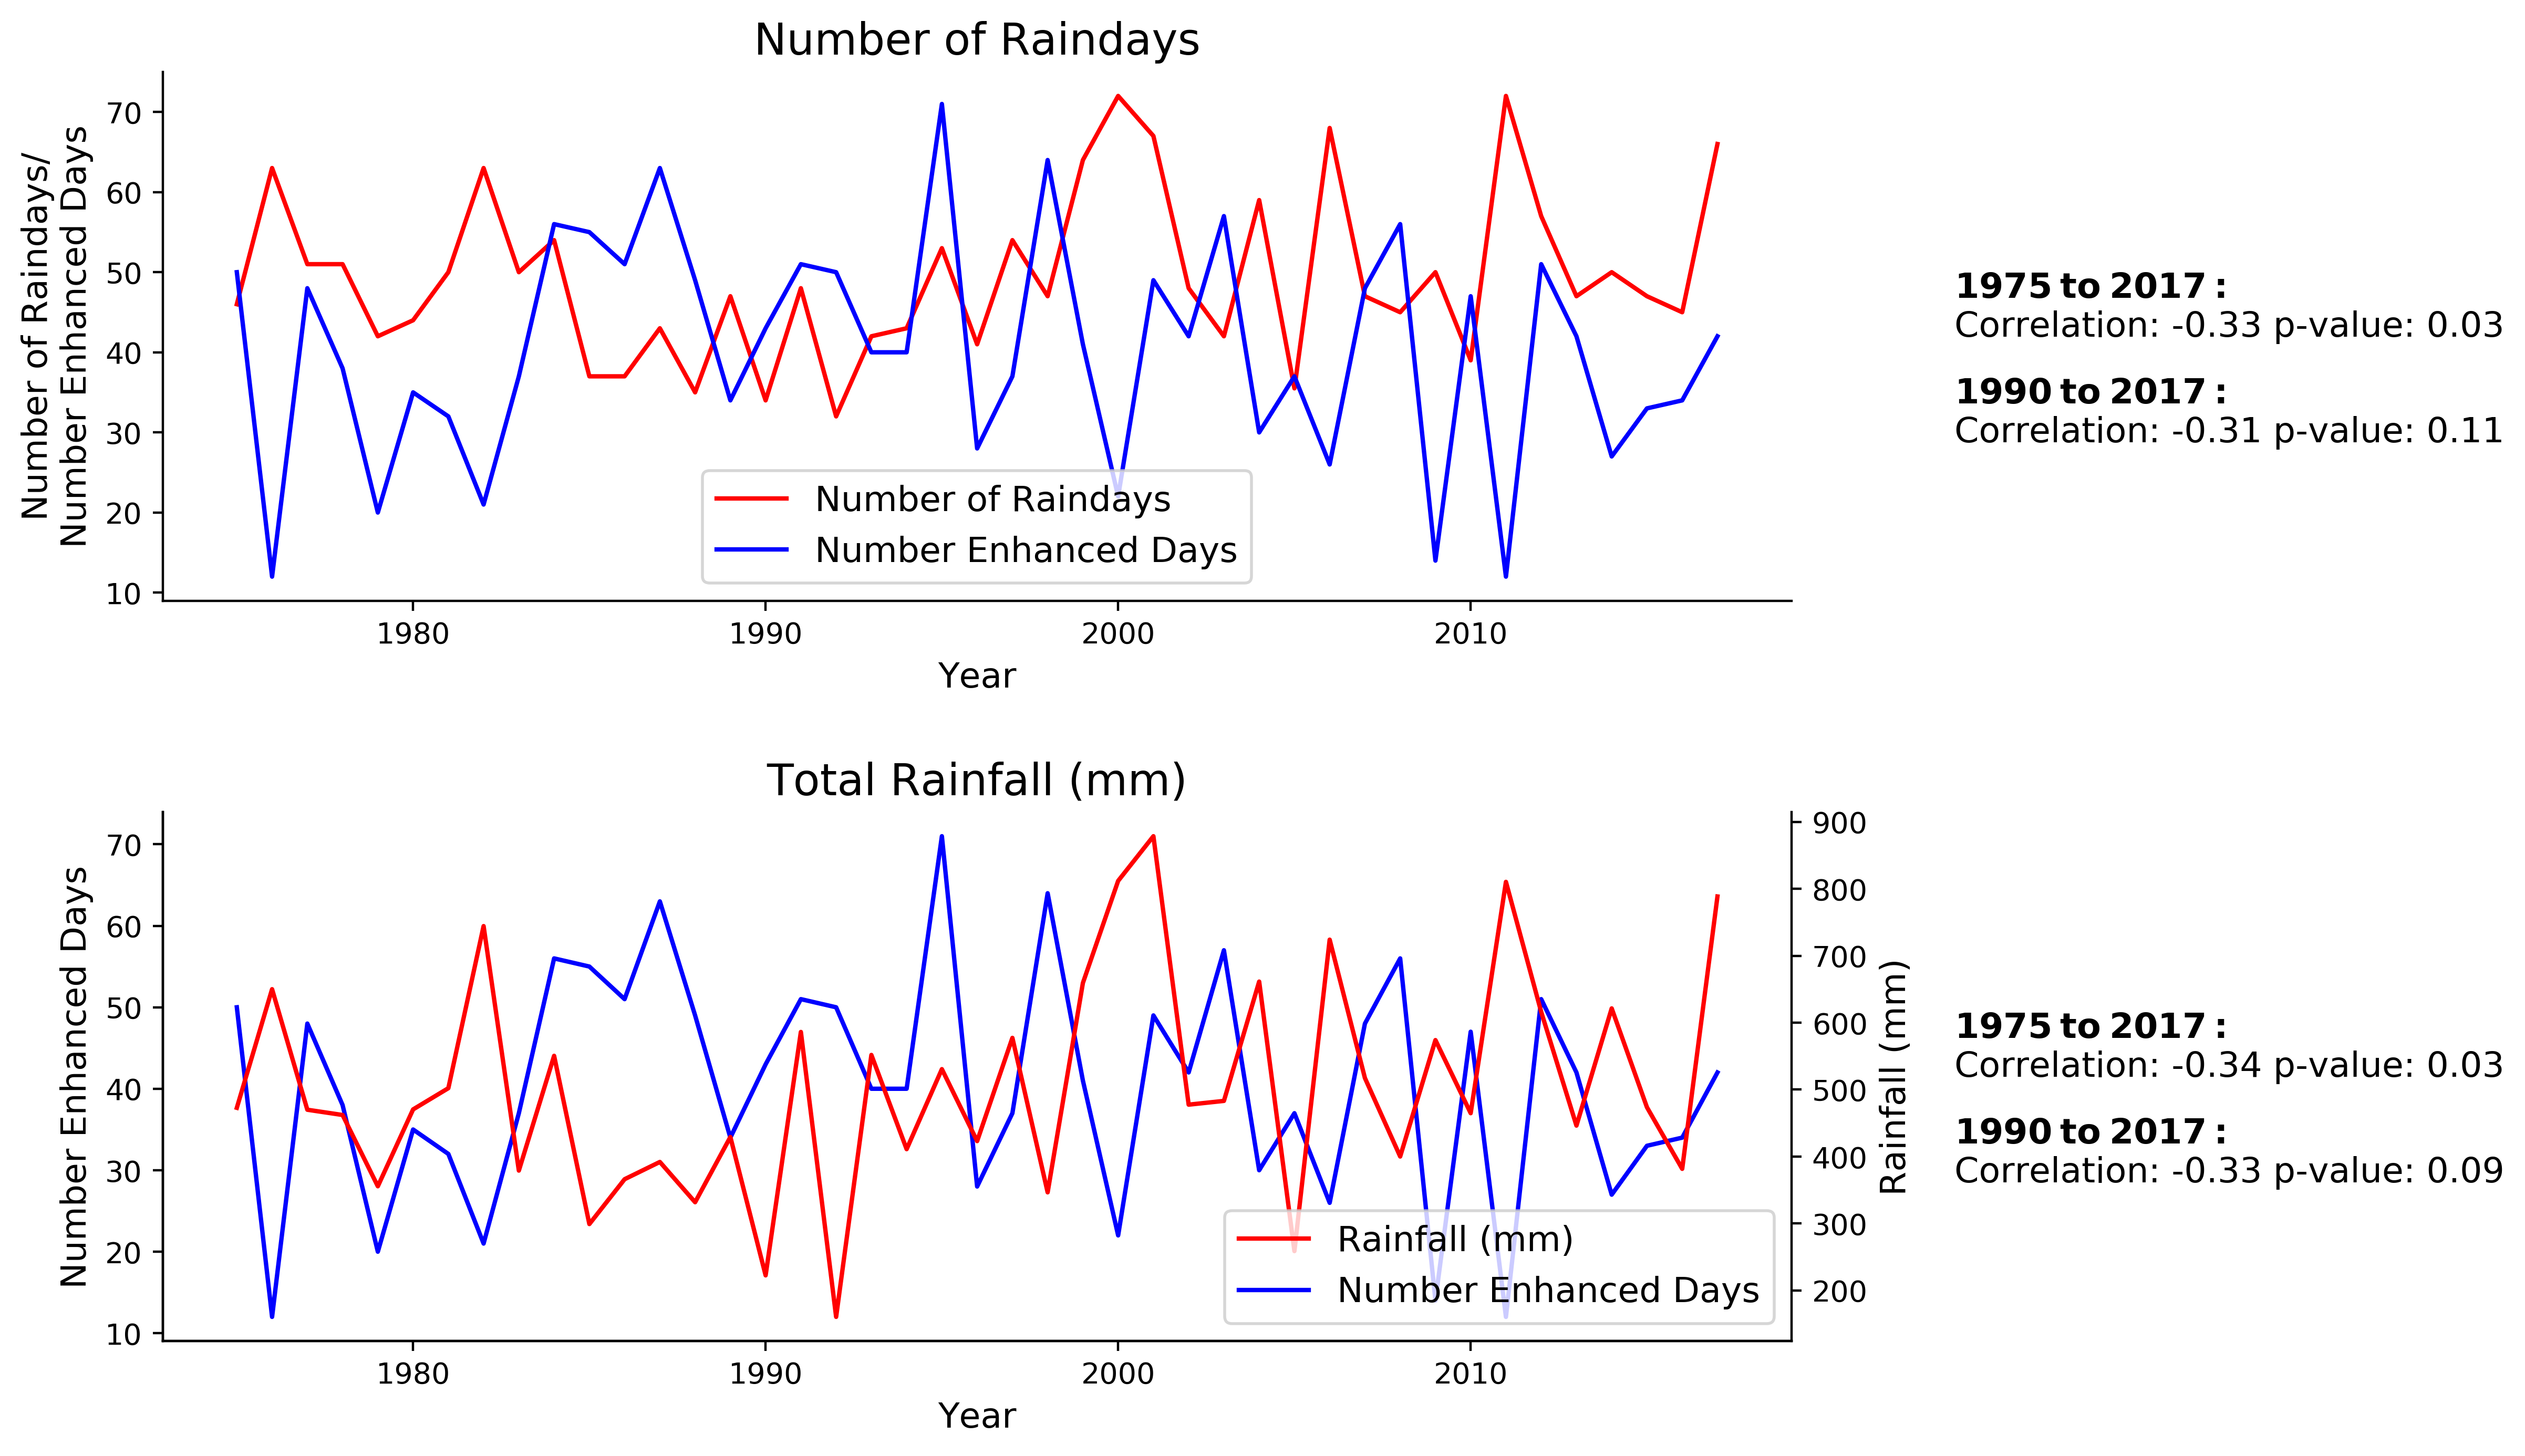 Number of Raindays
Number of Raindays/
Number Enhanced Days
70
60
50
40
30
20
10
Number of Raindays
Number Enhanced Days
1980
1990
2000
2010
Year
1975 to 2017:
Correlation: -0.33 p-value: 0.03
1990 to 2017:
Correlation: -0.31 p-value: 0.11
Total Rainfall (mm)
Number Enhanced Days
70
60
50
40
30
20
10
Rainfall (mm)
Number Enhanced Days
900
800
700
600
500
400
300
200
Rainfall (mm)
1980
1990
2000
2010
Year
1975 to 2017:
Correlation: -0.34 p-value: 0.03
1990 to 2017:
Correlation: -0.33 p-value: 0.09